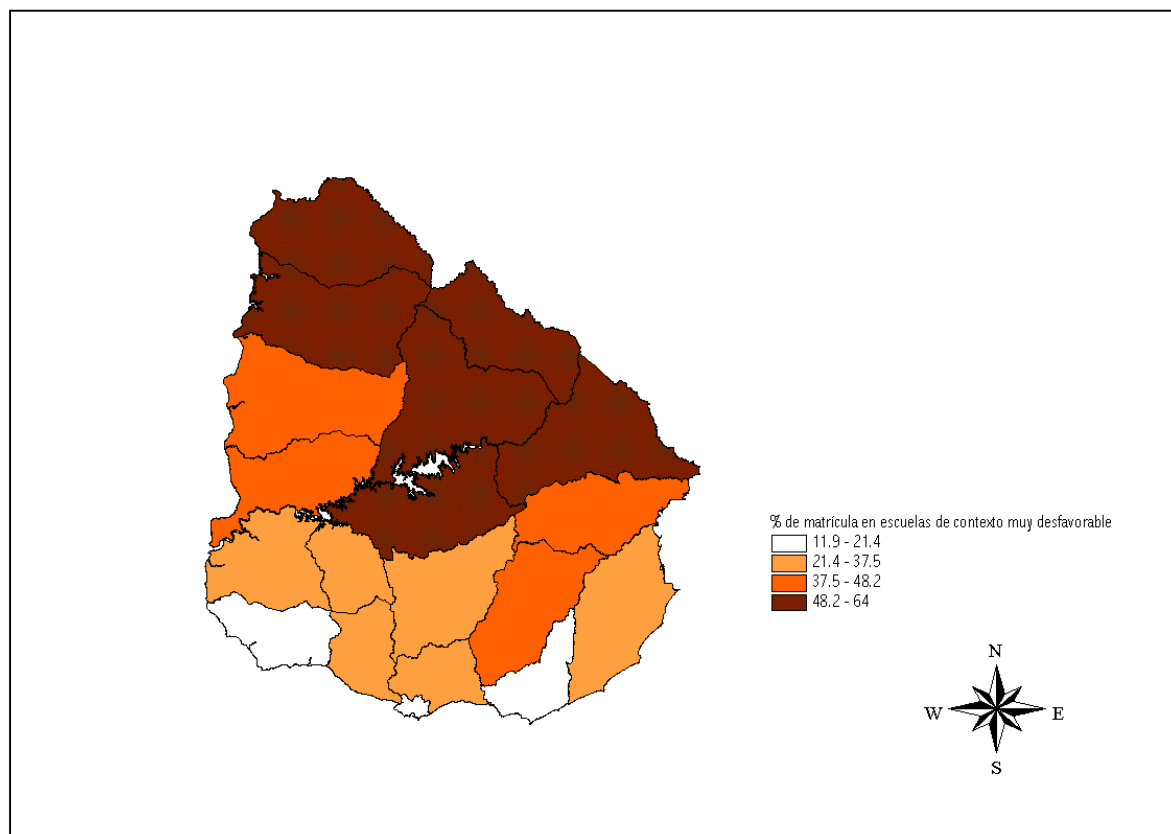 % de matrícula en escuelas de contexto muy desfavorable
11.9 - 21.4
21.4 - 37.5
37.5 - 48.2
48.2 - 64
N
W E
S